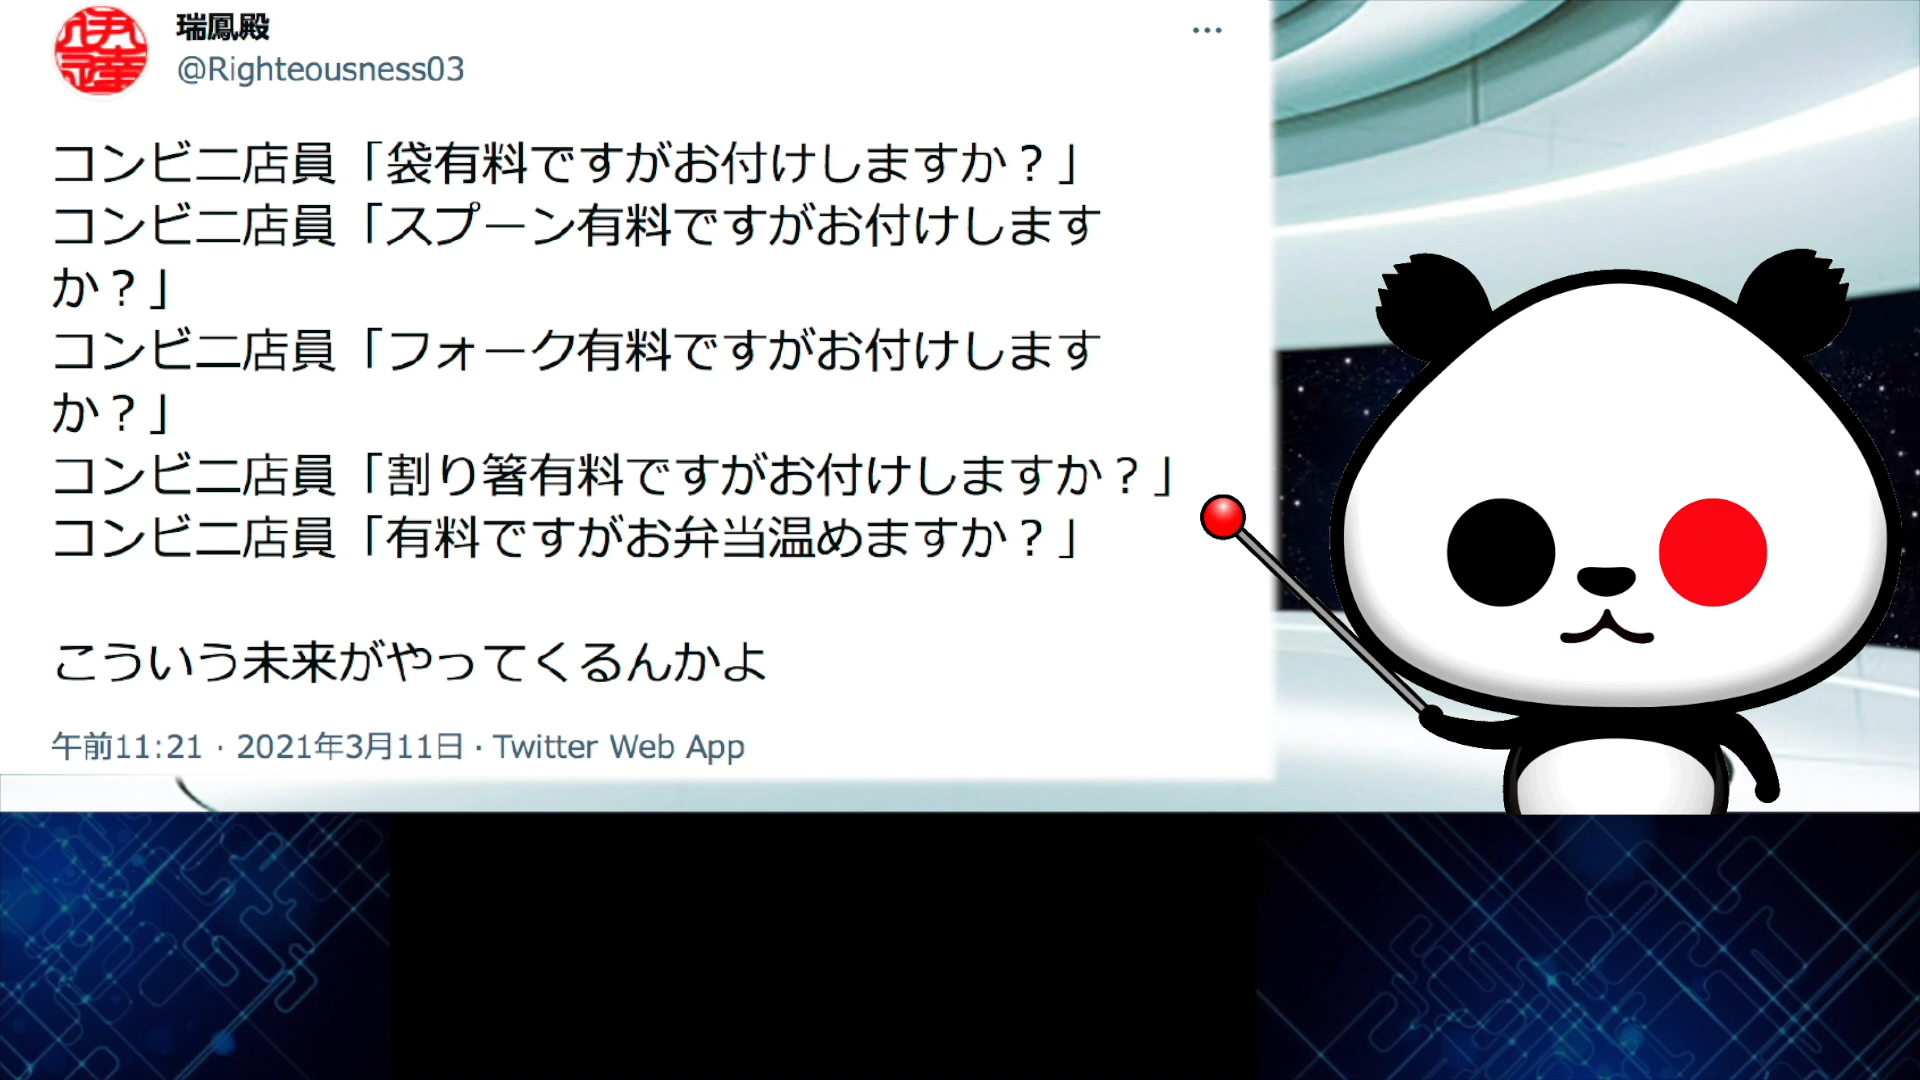 伊達
瑞鳳殿
@Righteousness03
コンビニ店員「袋有料ですがお付けしますか？」
コンビニ店員「スプーン有料ですがお付けします
か？」
コンビニ店員「フォーク有料ですがお付けします
か？」
コンビニ店員「割り箸有料ですがお付けしますか？」
コンビニ店員「有料ですがお弁当温めますか？」
こういう未来がやってくるんかよ
午前11:21 · 2021年3月11日 · Twitter Web App